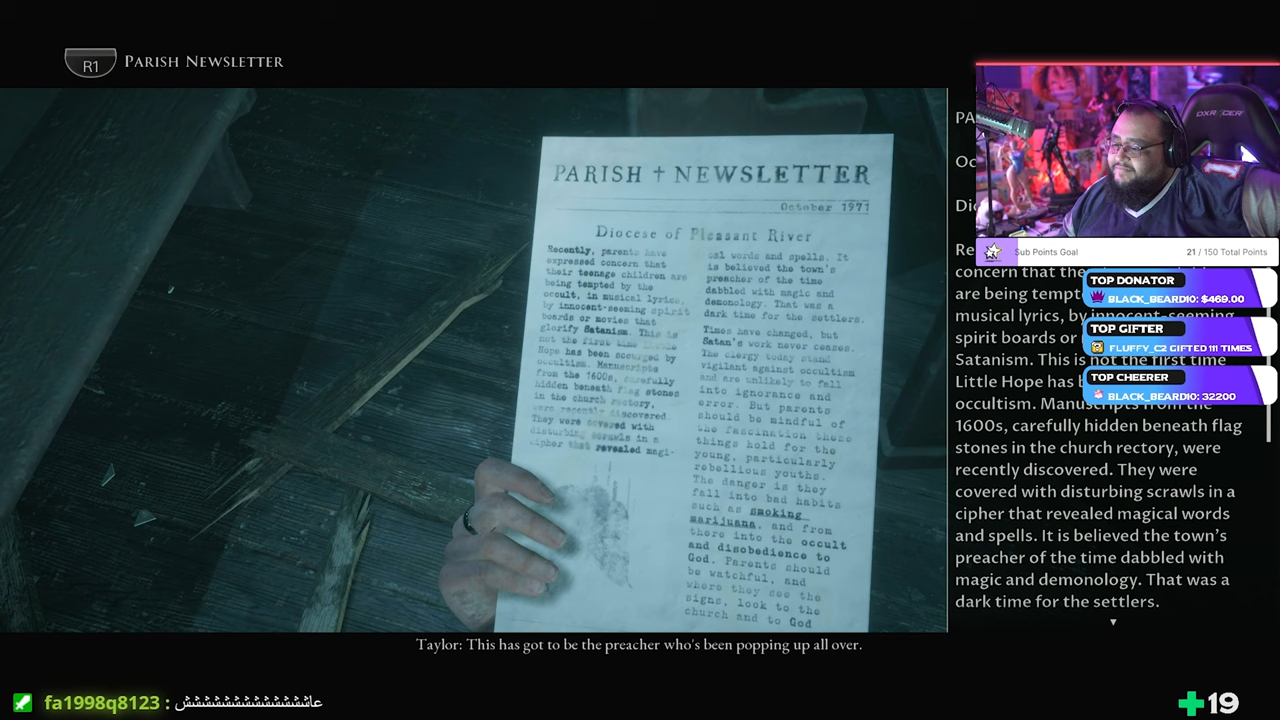 R1 PARISH NEWSLETTER
PARISH † NEWSLETTER
October 1971
Diocese of Pleasant River
Recently, parents have
expressed concern that
their teenage children are
being tempted by the
occult, in musical lyrics,
by innocent-seeming spirit
boards or movies that
glorify Satanism. This is
not the first time Little
Hope has been scourged by
occultism. Manuscripts
from the 1600s, carefully
hidden beneath flag stones
in the church rectory,
were recently discovered.
They were covered with
disturbing scrawls in a
cipher that revealed magi-
cal words and spells. It
is believed the town's
preacher of the time
dabbled with magic and
demonology. That was a
dark time for the settlers.
Times have changed, but
Satan's work never ceases.
The clergy today stand
vigilant against occultism
and are unlikely to fall
into ignorance and
error. But parents
should be mindful of
the fascination these
things hold for the
young, particularly
rebellious youths.
The danger is they
fall into bad habits
such as smoking
marijuana, and from
there into the occult
and disobedience to
God. Parents should
be watchful, and
where they see the
signs, look to the
church and to God
PA
Oc
Di
Re
concern that the
are being tempt
musical lyrics, by innocent-seeming
spirit boards or
Satanism. This is not the first time
Little Hope has
occultism. Manuscripts from the
1600s, carefully hidden beneath flag
stones in the church rectory, were
recently discovered. They were
covered with disturbing scrawls in a
cipher that revealed magical words
and spells. It is believed the town's
preacher of the time dabbled with
magic and demonology. That was a
dark time for the settlers.
DXRACER
1
Sub Points Goal 21 / 150 Total Points
TOP DONATOR
BLACK_BEARD10: $469.00
TOP GIFTER
FLUFFY_C2 GIFTED 111 TIMES
TOP CHEERER
BLACK_BEARD10: 32200
Taylor: This has got to be the preacher who's been popping up all over.
fa1998q8123 : عاشششششششششششششش
19